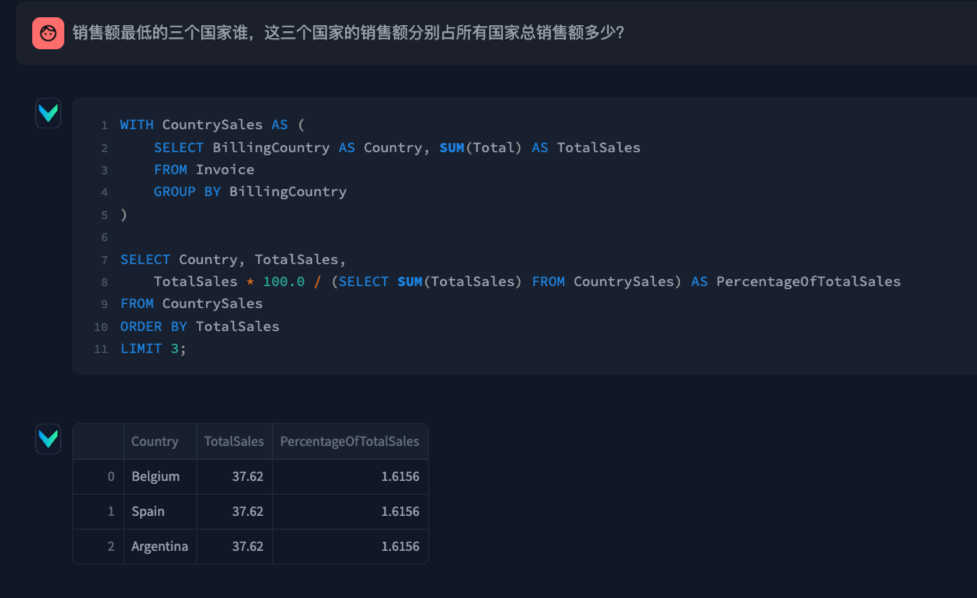 销售额最低的三个国家谁，这三个国家的销售额分别占所有国家总销售额多少？
1 WITH CountrySales AS (
2     SELECT BillingCountry AS Country, SUM(Total) AS TotalSales
3     FROM Invoice
4     GROUP BY BillingCountry
5 )
6
7 SELECT Country, TotalSales,
8     TotalSales * 100.0 / (SELECT SUM(TotalSales) FROM CountrySales) AS PercentageOfTotalSales
9 FROM CountrySales
10 ORDER BY TotalSales
11 LIMIT 3;
Country TotalSales PercentageOfTotalSales
0 Belgium 37.62 1.6156
1 Spain 37.62 1.6156
2 Argentina 37.62 1.6156